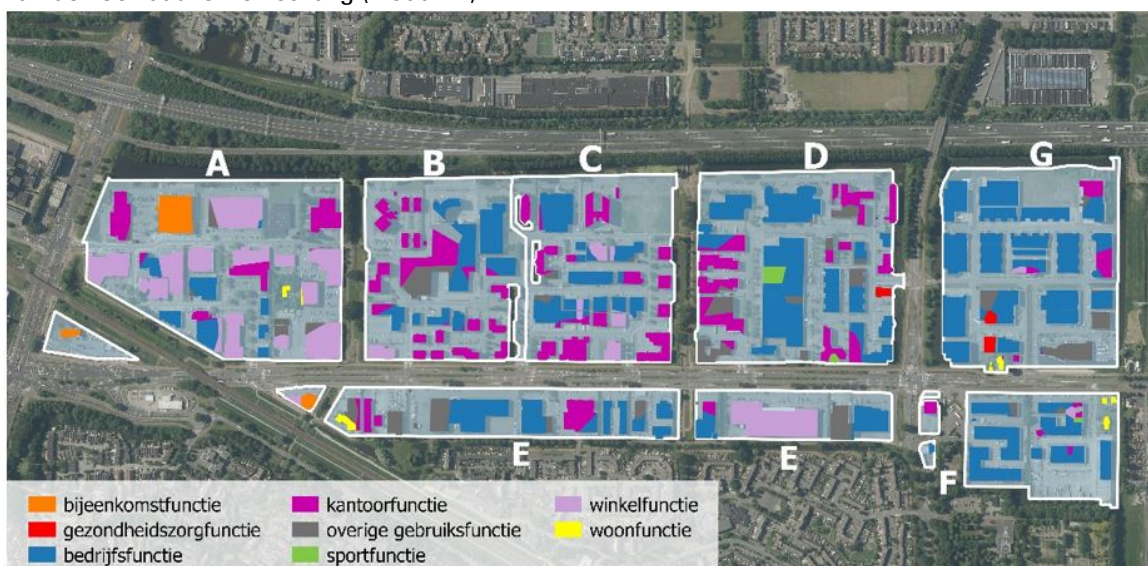 A
B
C
D
G
E
E
F
bijeenkomstfunctie
kantoorfunctie
winkelfunctie
gezondheidszorgfunctie
overige gebruiksfunctie
woonfunctie
bedrijfsfunctie
sportfunctie